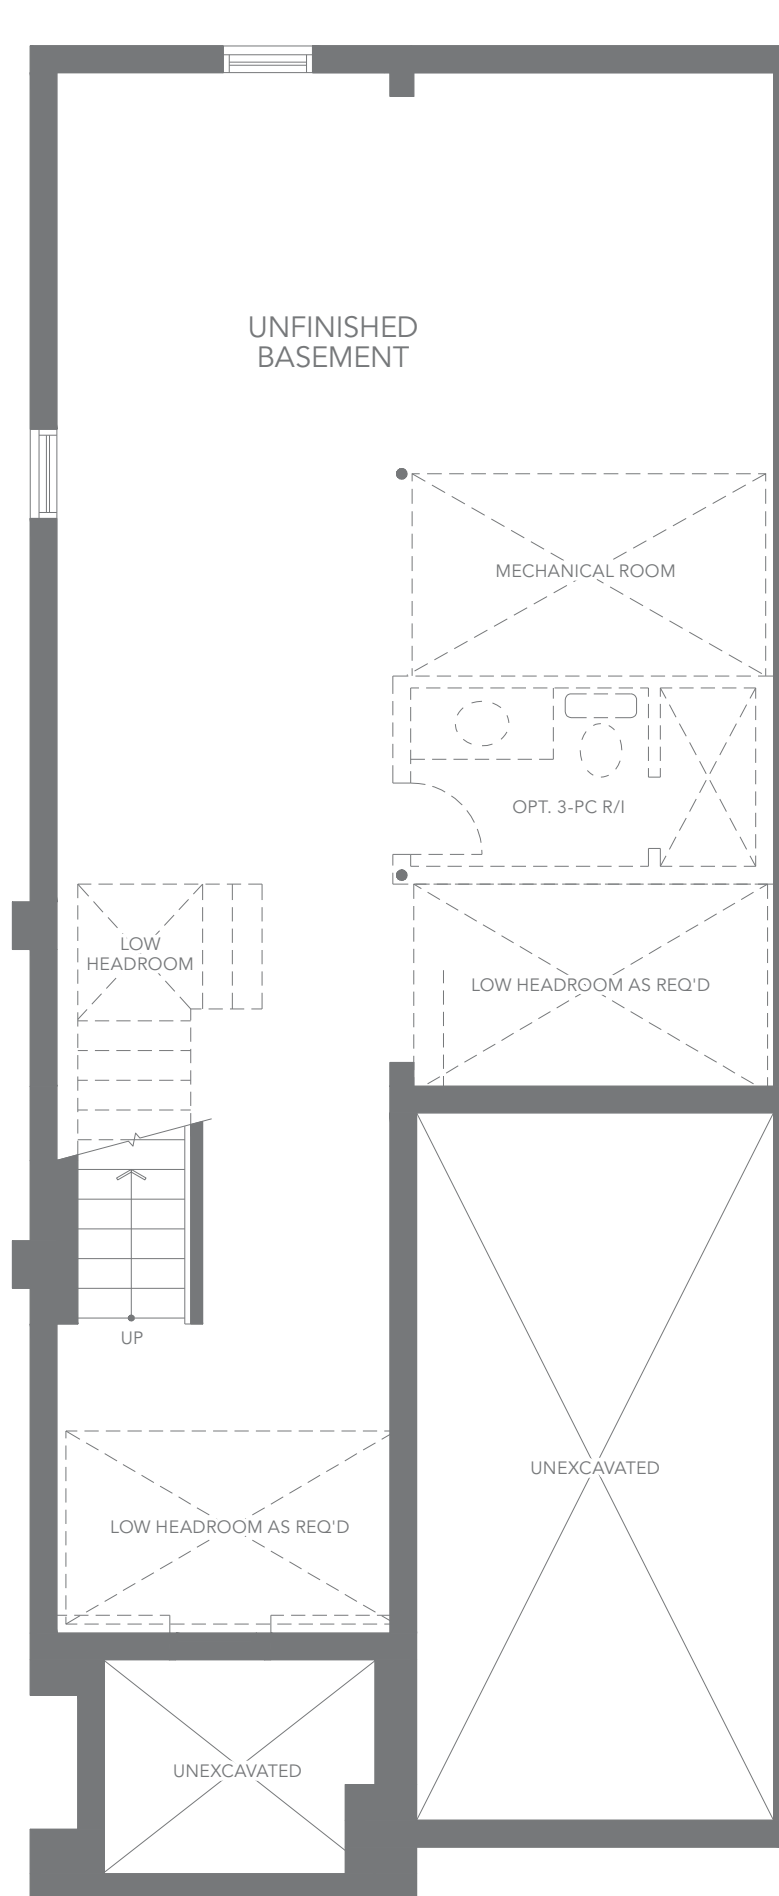 UNFINISHED
BASEMENT
MECHANICAL ROOM
OPT. 3-PC R/I
LOW
HEADROOM
LOW HEADROOM AS REQ'D
UP
UNEXCAVATED
LOW HEADROOM AS REQ'D
UNEXCAVATED